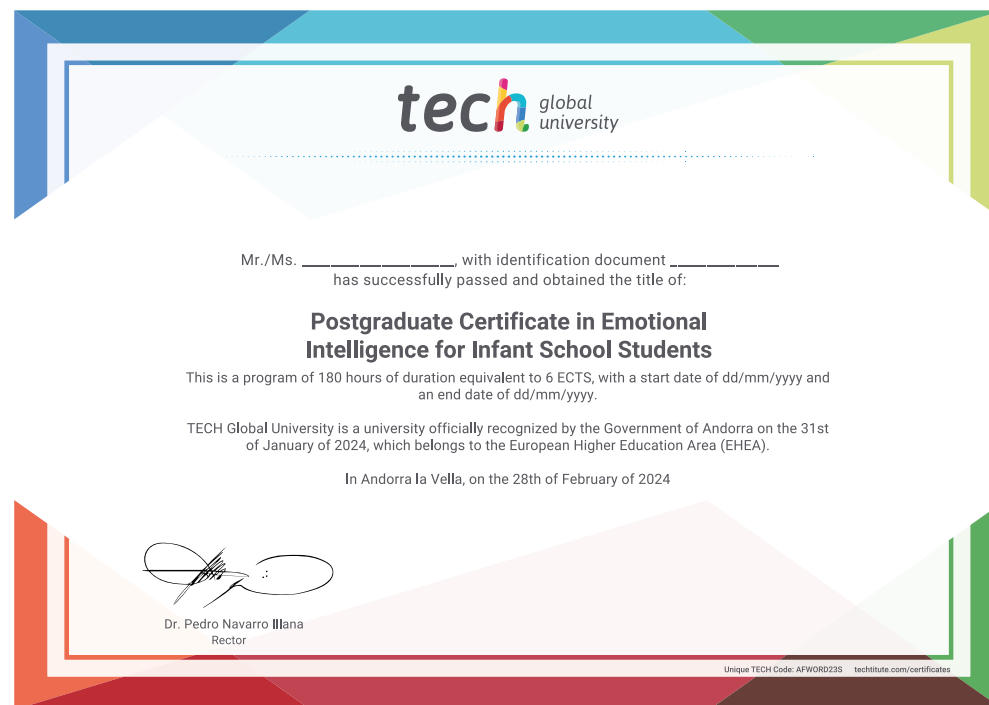 tech global
university
Mr./Ms. ____________, with identification document ____________
has successfully passed and obtained the title of:
Postgraduate Certificate in Emotional
Intelligence for Infant School Students
This is a program of 180 hours of duration equivalent to 6 ECTS, with a start date of dd/mm/yyyy and
an end date of dd/mm/yyyy.
TECH Global University is a university officially recognized by the Government of Andorra on the 31st
of January of 2024, which belongs to the European Higher Education Area (EHEA).
In Andorra la Vella, on the 28th of February of 2024
Dr. Pedro Navarro Illana
Rector
Unique TECH Code: AFWORD23S techtitute.com/certificates